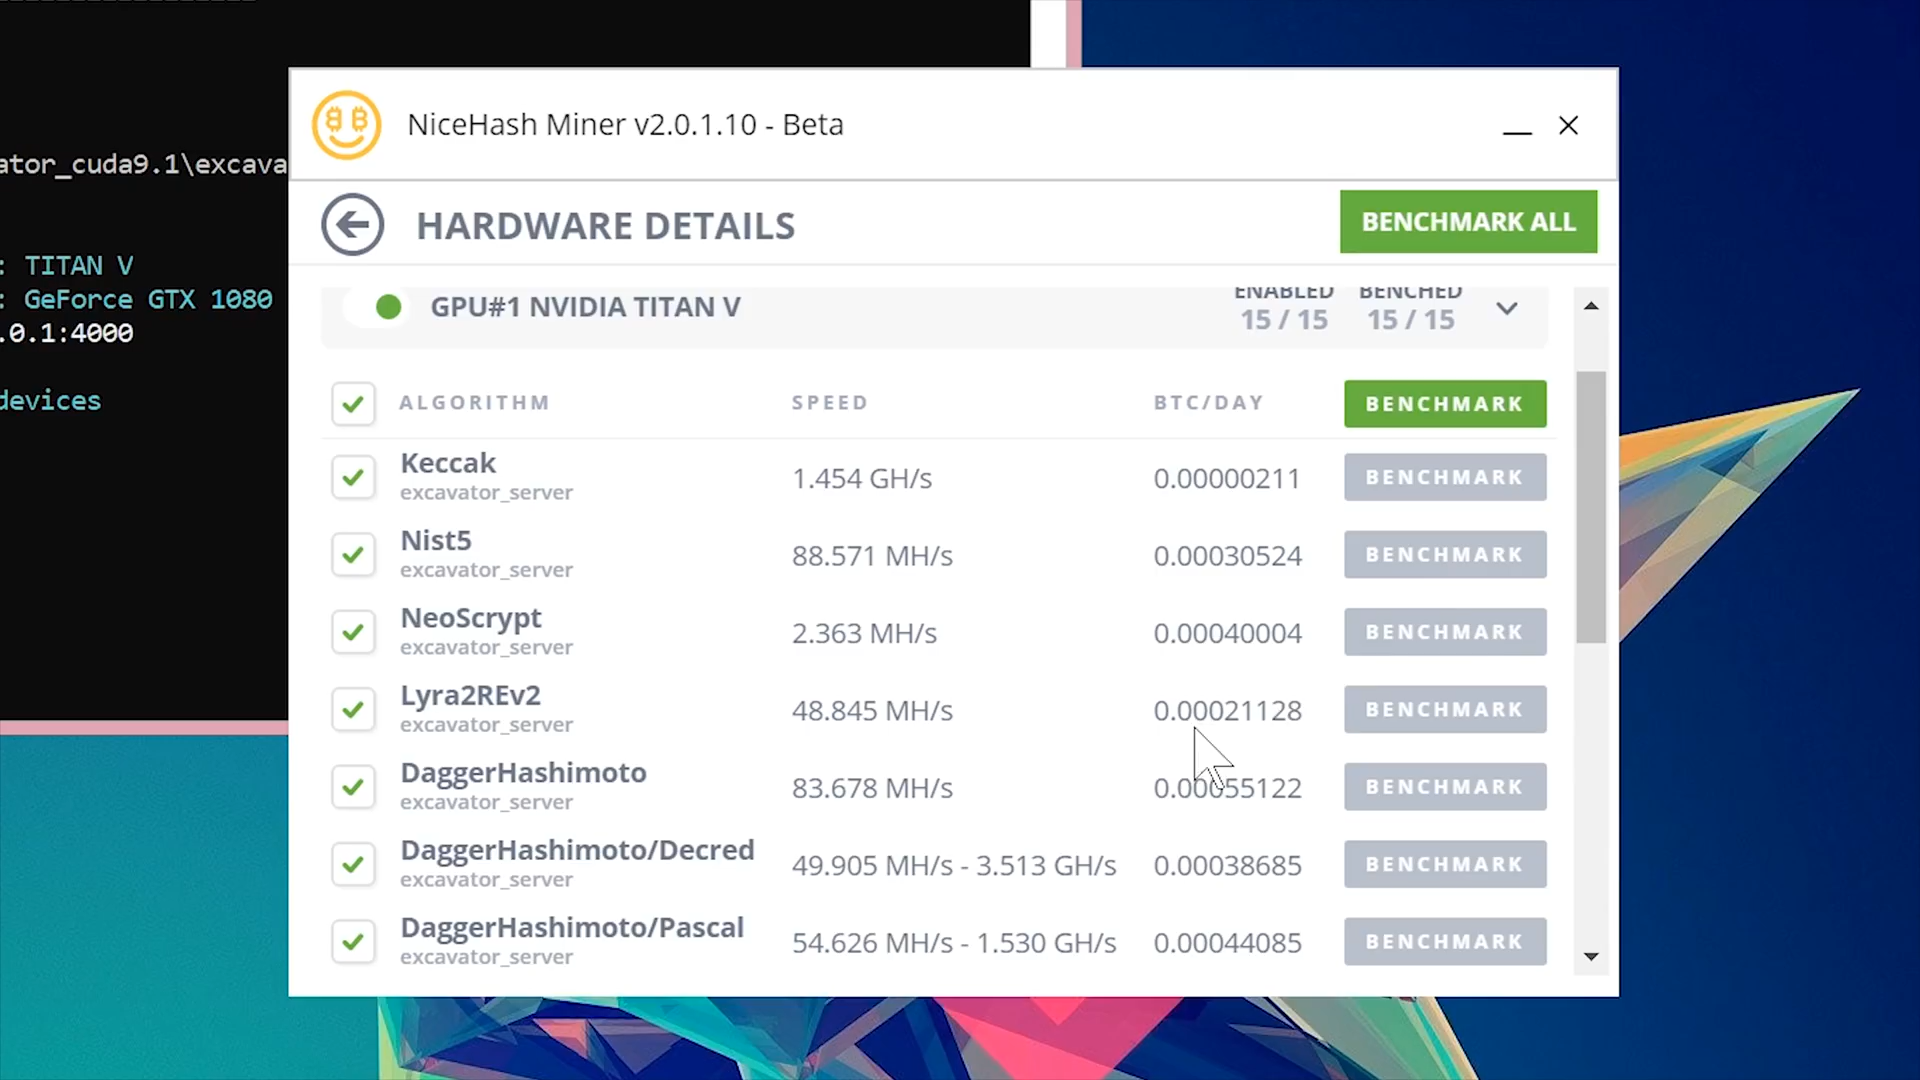 NiceHash Miner v2.0.1.10 - Beta
ator_cuda9.1\excava
HARDWARE DETAILS
BENCHMARK ALL
: TITAN V
: GeForce GTX 1080
.0.1:4000
devices
GPU#1 NVIDIA TITAN V
ENABLED BENCHED
15 / 15 15 / 15
ALGORITHM SPEED BTC/DAY BENCHMARK
Keccak
excavator_server
1.454 GH/s 0.00000211 BENCHMARK
Nist5
excavator_server
88.571 MH/s 0.00030524 BENCHMARK
NeoScrypt
excavator_server
2.363 MH/s 0.00040004 BENCHMARK
Lyra2REv2
excavator_server
48.845 MH/s 0.00021128 BENCHMARK
DaggerHashimoto
excavator_server
83.678 MH/s 0.00055122 BENCHMARK
DaggerHashimoto/Decred
excavator_server
49.905 MH/s - 3.513 GH/s 0.00038685 BENCHMARK
DaggerHashimoto/Pascal
excavator_server
54.626 MH/s - 1.530 GH/s 0.00044085 BENCHMARK